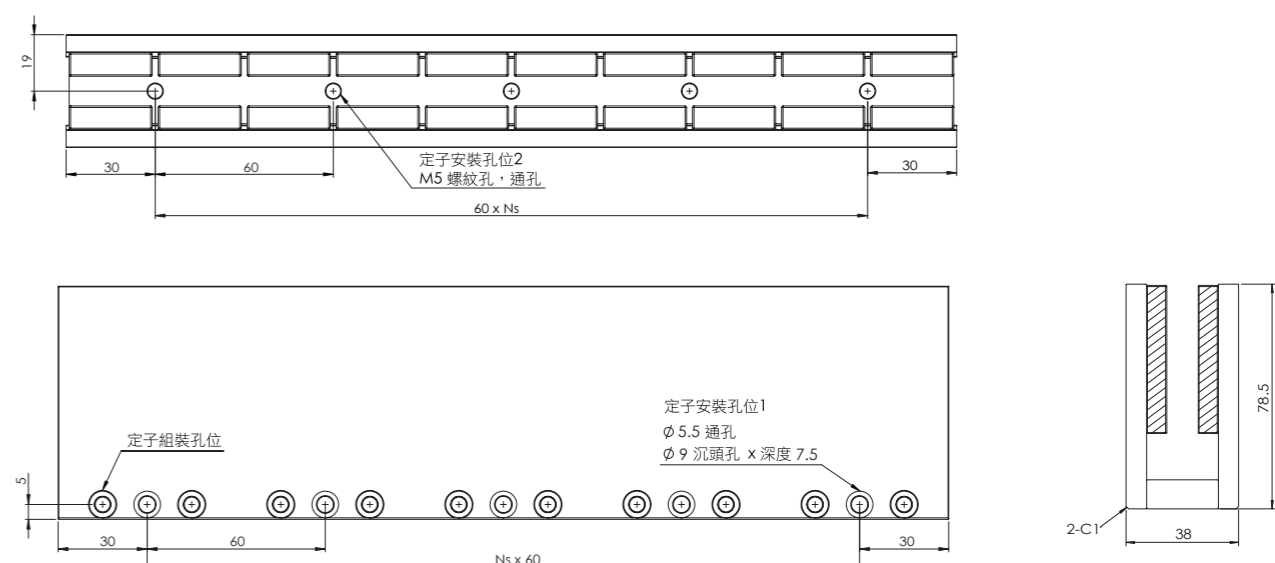 19
30
60
定子安裝孔位2
M5 螺紋孔，通孔
30
60 x Ns
定子組裝孔位
定子安裝孔位1
Ø 5.5 通孔
Ø 9 沉頭孔 x 深度 7.5
5
30
60
30
Ns x 60
78.5
2-C1
38